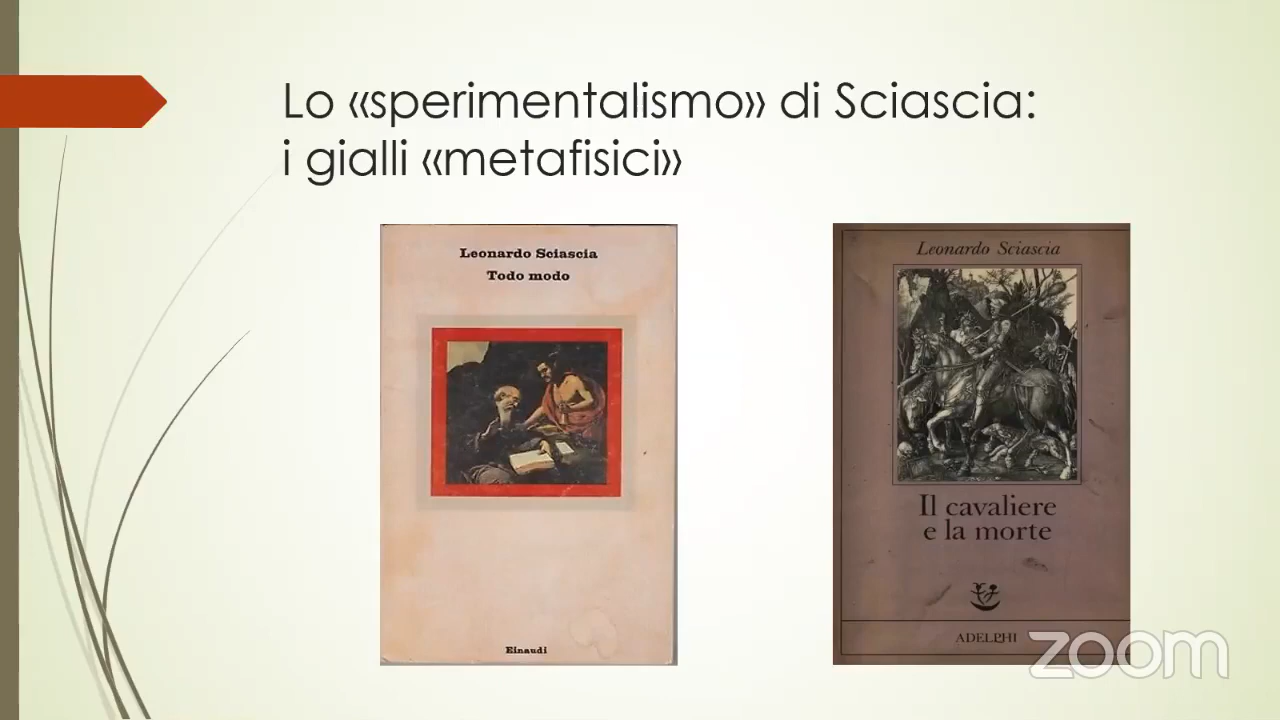 Lo «sperimentalismo» di Sciascia:
i gialli «metafisici»
Leonardo Sciascia
Todo modo
Einaudi
Leonardo Sciascia
Il cavaliere
e la morte
ADELPHI
zoom